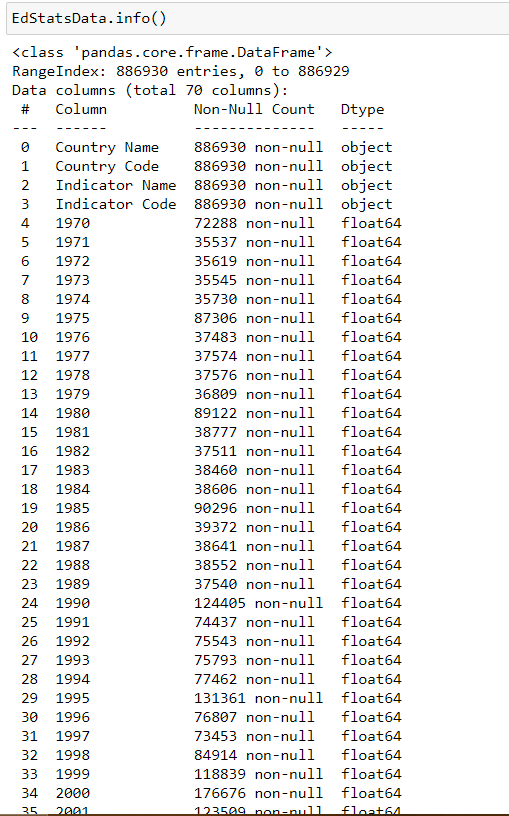 EdStatsData.info()
<class 'pandas.core.frame.DataFrame'>
RangeIndex: 886930 entries, 0 to 886929
Data columns (total 70 columns):
 #   Column          Non-Null Count   Dtype
---  ------          --------------   -----
 0   Country Name    886930 non-null  object
 1   Country Code    886930 non-null  object
 2   Indicator Name  886930 non-null  object
 3   Indicator Code  886930 non-null  object
 4   1970            72288 non-null   float64
 5   1971            35537 non-null   float64
 6   1972            35619 non-null   float64
 7   1973            35545 non-null   float64
 8   1974            35730 non-null   float64
 9   1975            87306 non-null   float64
 10  1976            37483 non-null   float64
 11  1977            37574 non-null   float64
 12  1978            37576 non-null   float64
 13  1979            36809 non-null   float64
 14  1980            89122 non-null   float64
 15  1981            38777 non-null   float64
 16  1982            37511 non-null   float64
 17  1983            38460 non-null   float64
 18  1984            38606 non-null   float64
 19  1985            90296 non-null   float64
 20  1986            39372 non-null   float64
 21  1987            38641 non-null   float64
 22  1988            38552 non-null   float64
 23  1989            37540 non-null   float64
 24  1990            124405 non-null  float64
 25  1991            74437 non-null   float64
 26  1992            75543 non-null   float64
 27  1993            75793 non-null   float64
 28  1994            77462 non-null   float64
 29  1995            131361 non-null  float64
 30  1996            76807 non-null   float64
 31  1997            73453 non-null   float64
 32  1998            84914 non-null   float64
 33  1999            118839 non-null  float64
 34  2000            176676 non-null  float64
 35  2001            123509 non-null  float64